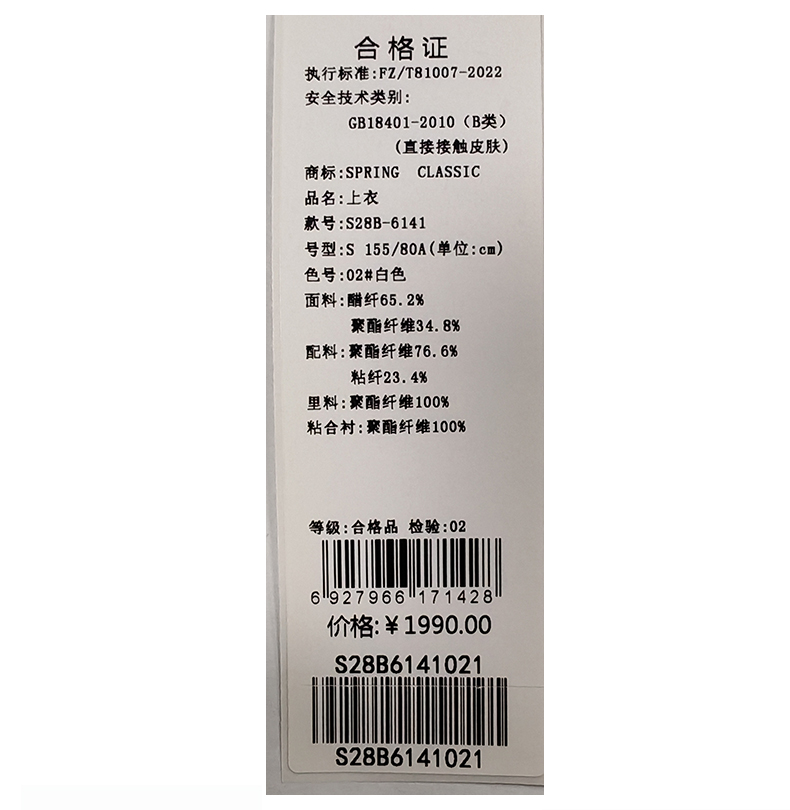 合格证
执行标准:FZ/T81007-2022
安全技术类别:
GB18401-2010（B类）
(直接接触皮肤)
商标:SPRING CLASSIC
品名:上衣
款号:S28B-6141
号型:S 155/80A(单位:cm)
色号:02#白色
面料:醋纤65.2%
聚酯纤维34.8%
配料:聚酯纤维76.6%
粘纤23.4%
里料:聚酯纤维100%
粘合衬:聚酯纤维100%
等级:合格品 检验:02
6 927966 171428
价格:￥1990.00
S28B6141021
S28B6141021